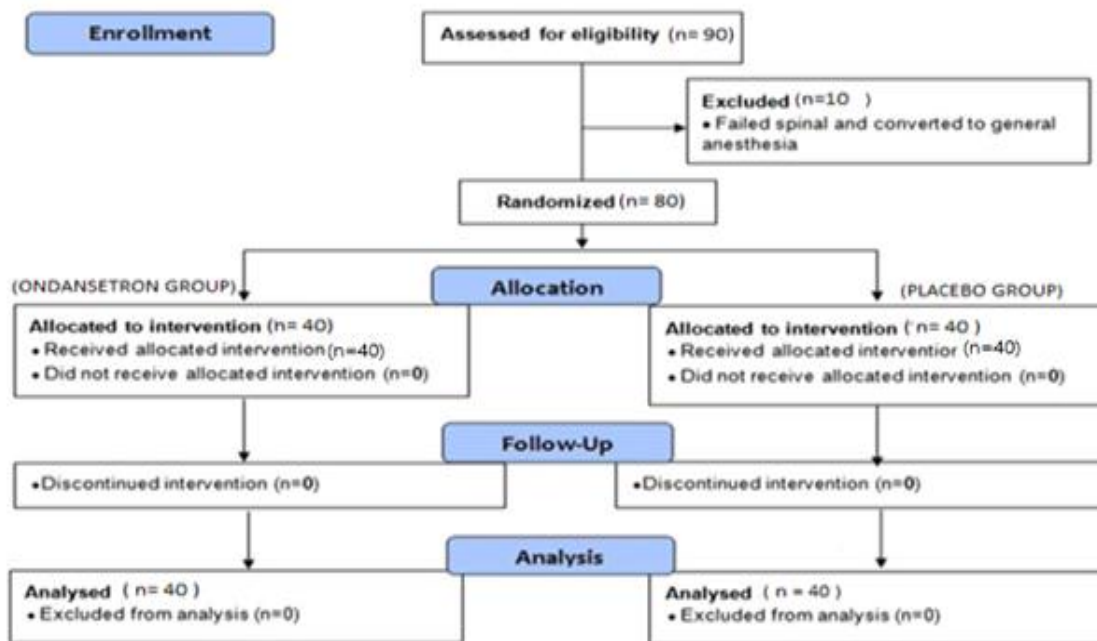 Enrollment
Assessed for eligibility (n= 90)
Excluded (n=10 )
• Failed spinal and converted to general
anesthesia
Randomized (n= 80)
(ONDANSETRON GROUP)
Allocation
(PLACEBO GROUP)
Allocated to intervention (n= 40)
• Received allocated intervention (n=40)
• Did not receive allocated intervention (n=0)
Allocated to intervention ( n= 40 )
• Received allocated interventior (n=40)
• Did not receive allocated intervention (n=0)
Follow-Up
•Discontinued intervention (n=0)
•Discontinued intervention (n=0)
Analysis
Analysed ( n= 40 )
• Excluded from analysis (n=0)
Analysed ( n = 40 )
• Excluded from analysis (n=0)